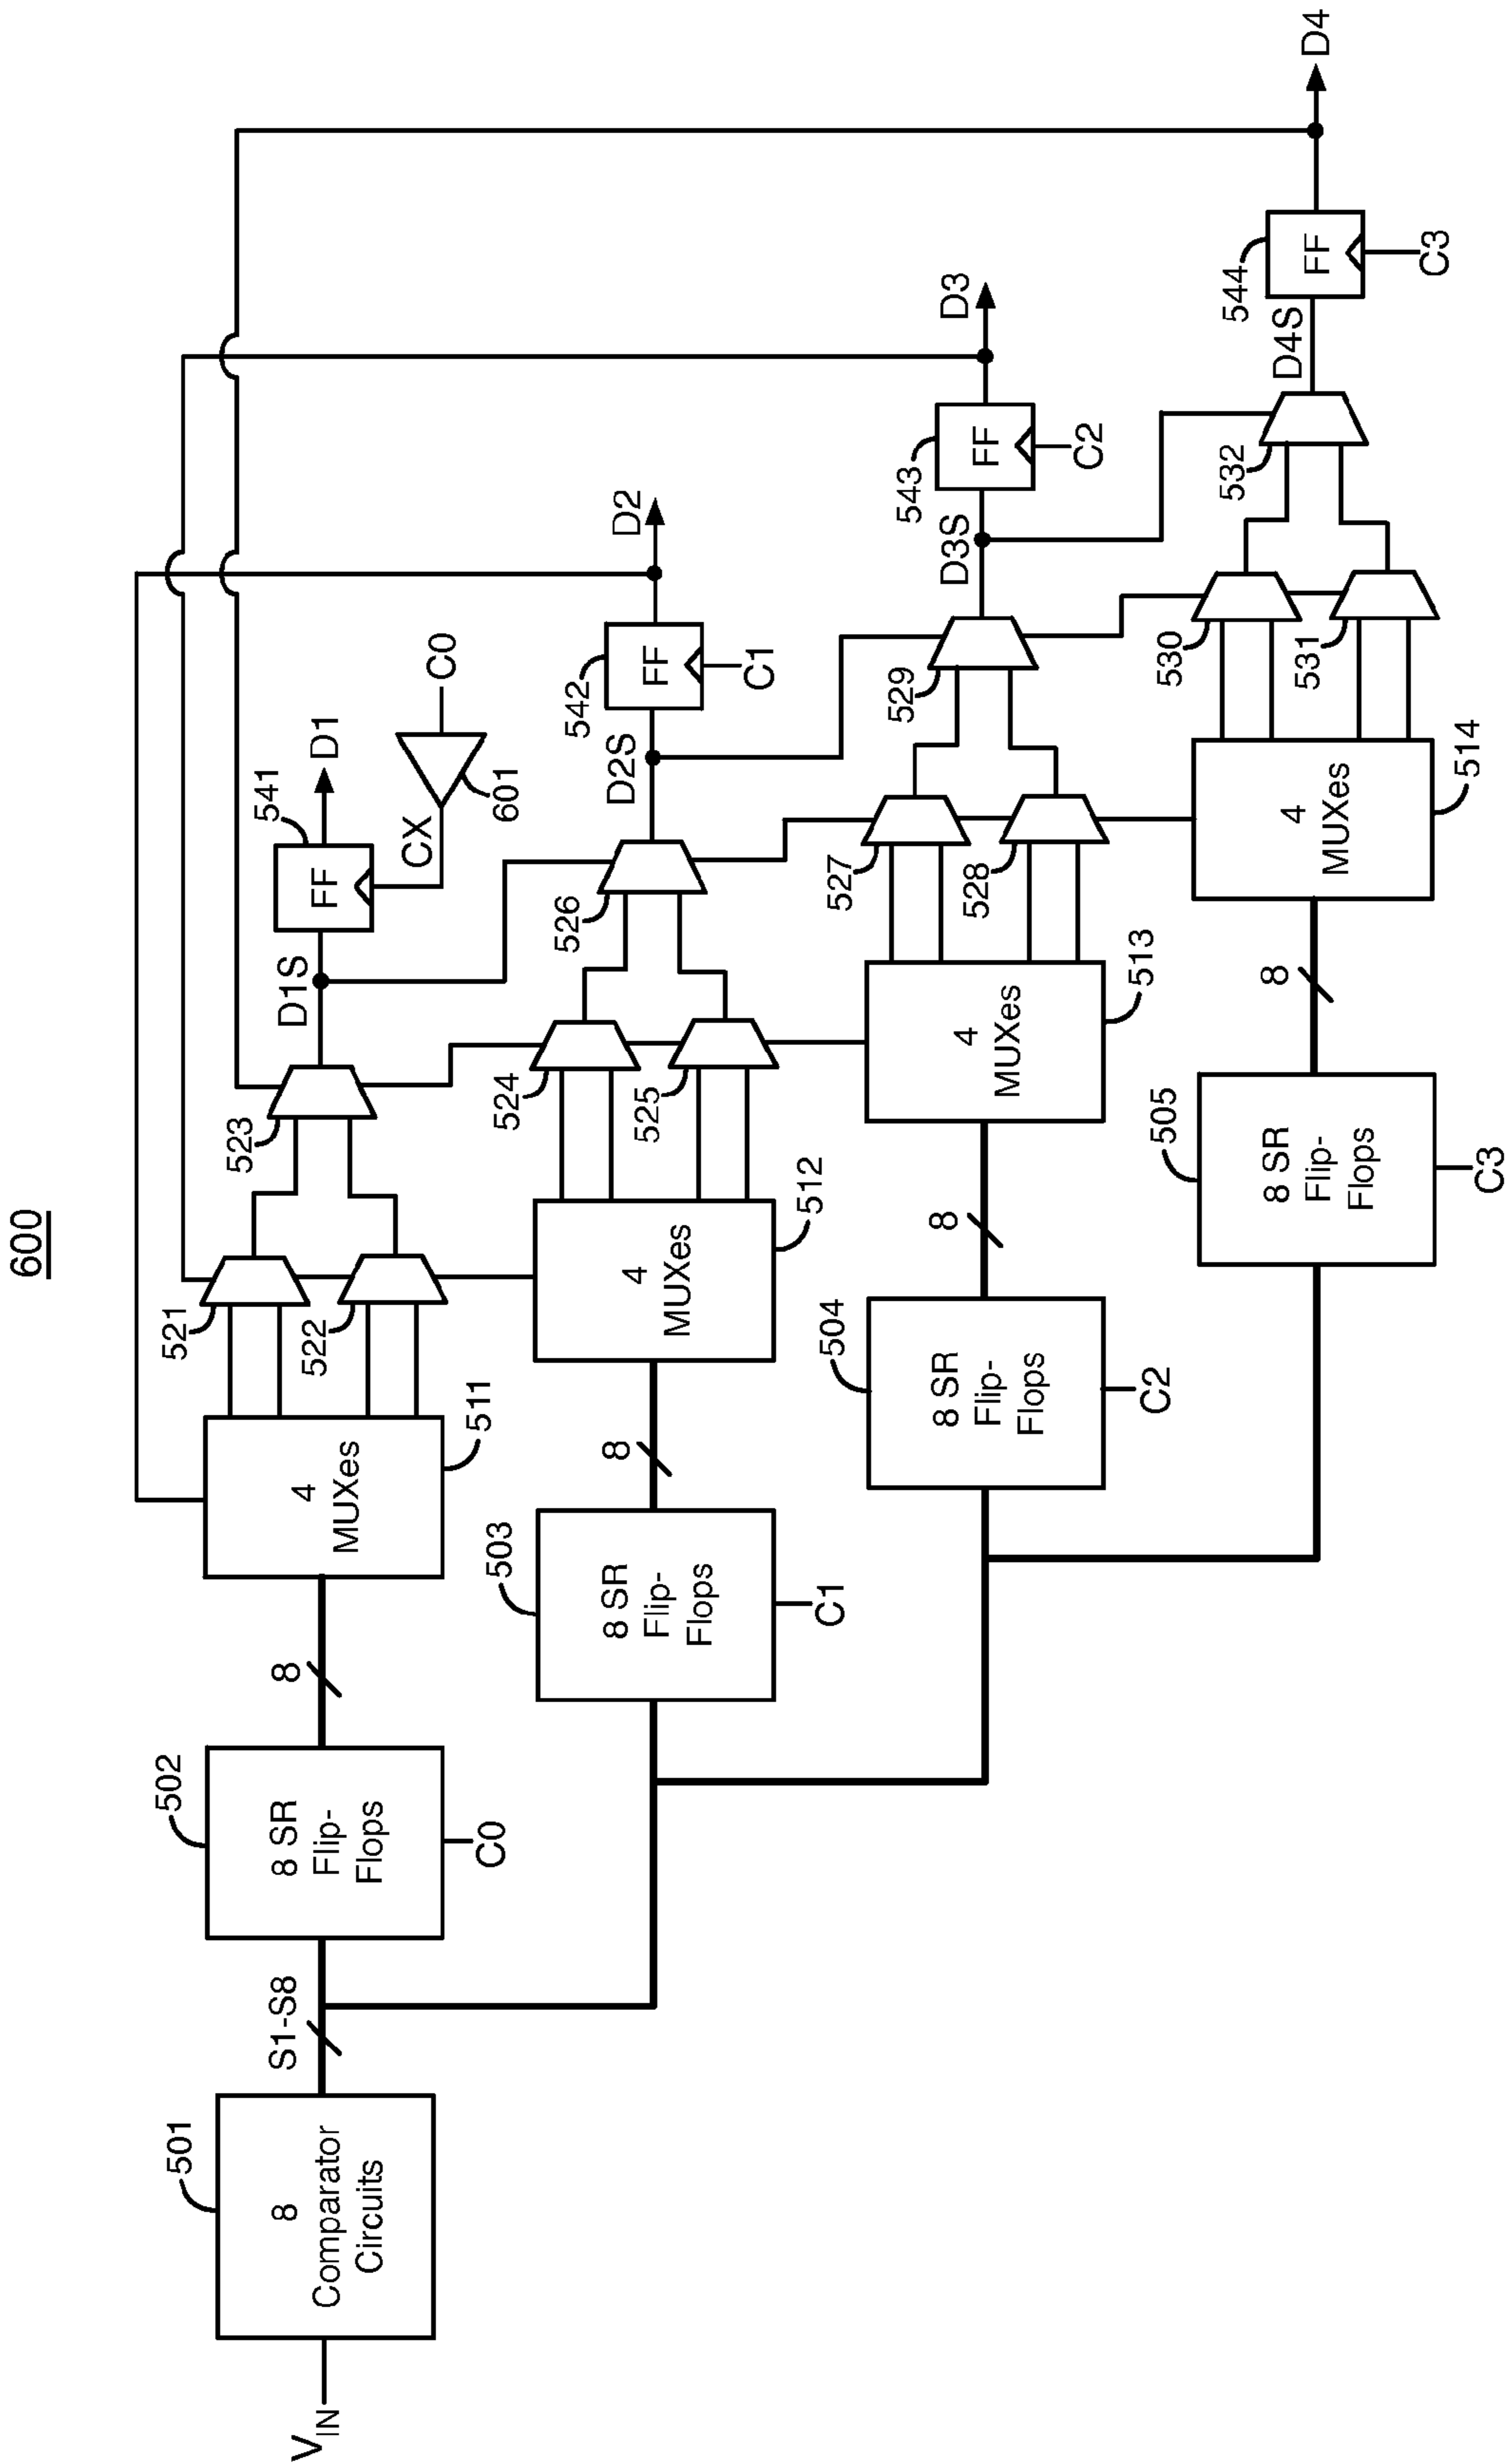 600
V_IN
501
8
Comparator
Circuits
S1-S8
502
8 SR
Flip-
Flops
C0
8
511
4
MUXes
521
522
523
D1S
541
FF
D1
CX
601
C0
503
8 SR
Flip-
Flops
C1
8
512
4
MUXes
524
525
526
D2S
542
FF
C1
D2
504
8 SR
Flip-
Flops
C2
8
513
4
MUXes
527
528
529
D3S
543
FF
C2
D3
505
8 SR
Flip-
Flops
C3
8
514
4
MUXes
530
531
532
D4S
544
FF
C3
D4